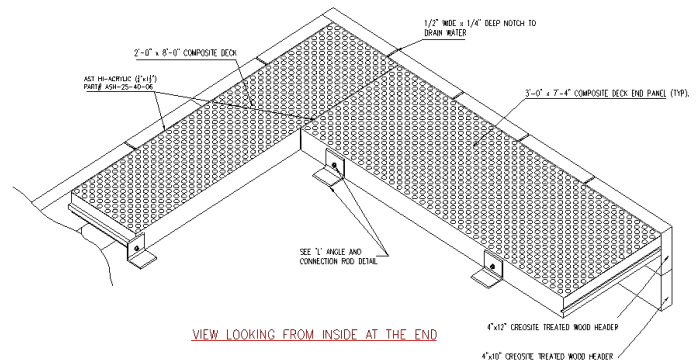 1/2" WIDE x 1/4" DEEP NOTCH TO
DRAIN WATER
2'-0" x 8'-0" COMPOSITE DECK
AST HI-ACRYLIC (½"x1½")
PART# ASH-25-40-06
3'-0" x 7'-4" COMPOSITE DECK END PANEL (TYP).
SEE 'L' ANGLE AND
CONNECTION ROD DETAIL
4"x12" CREOSITE TREATED WOOD HEADER
VIEW LOOKING FROM INSIDE AT THE END
4"x10" CREOSITE TREATED WOOD HEADER